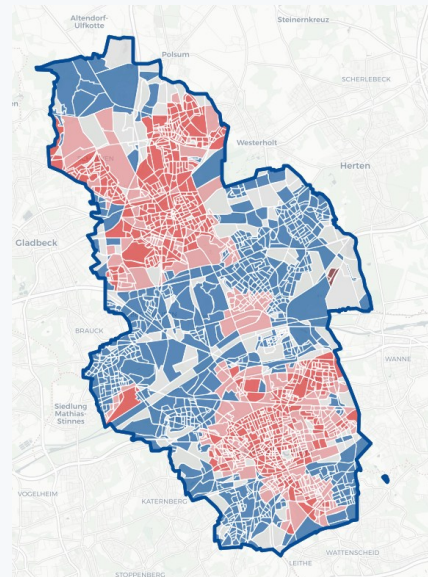 Altendorf-
Ulfkotte
Steinernkreuz
Polsum
SCHERLEBECK
Westerholt
Herten
Gladbeck
BRAUCK
WANNE
Siedlung
Mathias-
Stinnes
VOGELHEIM
KATERNBERG
WATTENSCHEID
LEITHE
STOPPENBERG